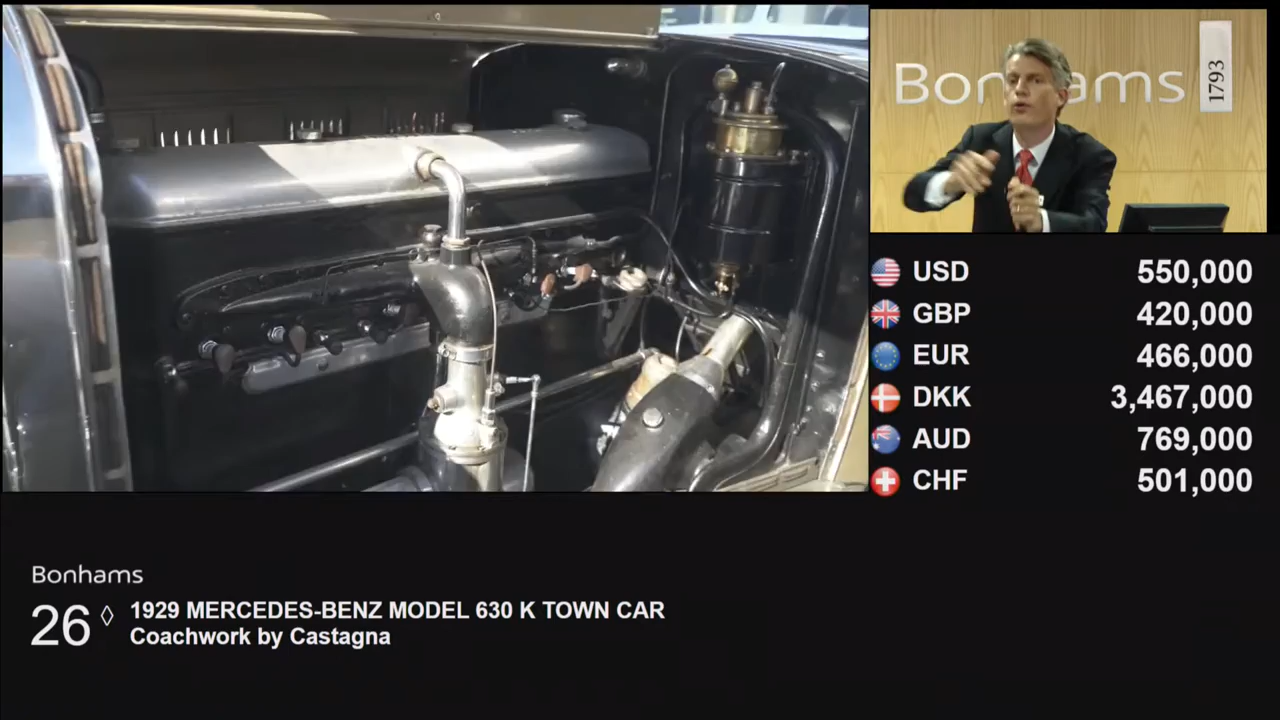 Bonhams
1793
USD 550,000
GBP 420,000
EUR 466,000
DKK 3,467,000
AUD 769,000
CHF 501,000
Bonhams
26 ◊ 1929 MERCEDES-BENZ MODEL 630 K TOWN CAR
Coachwork by Castagna